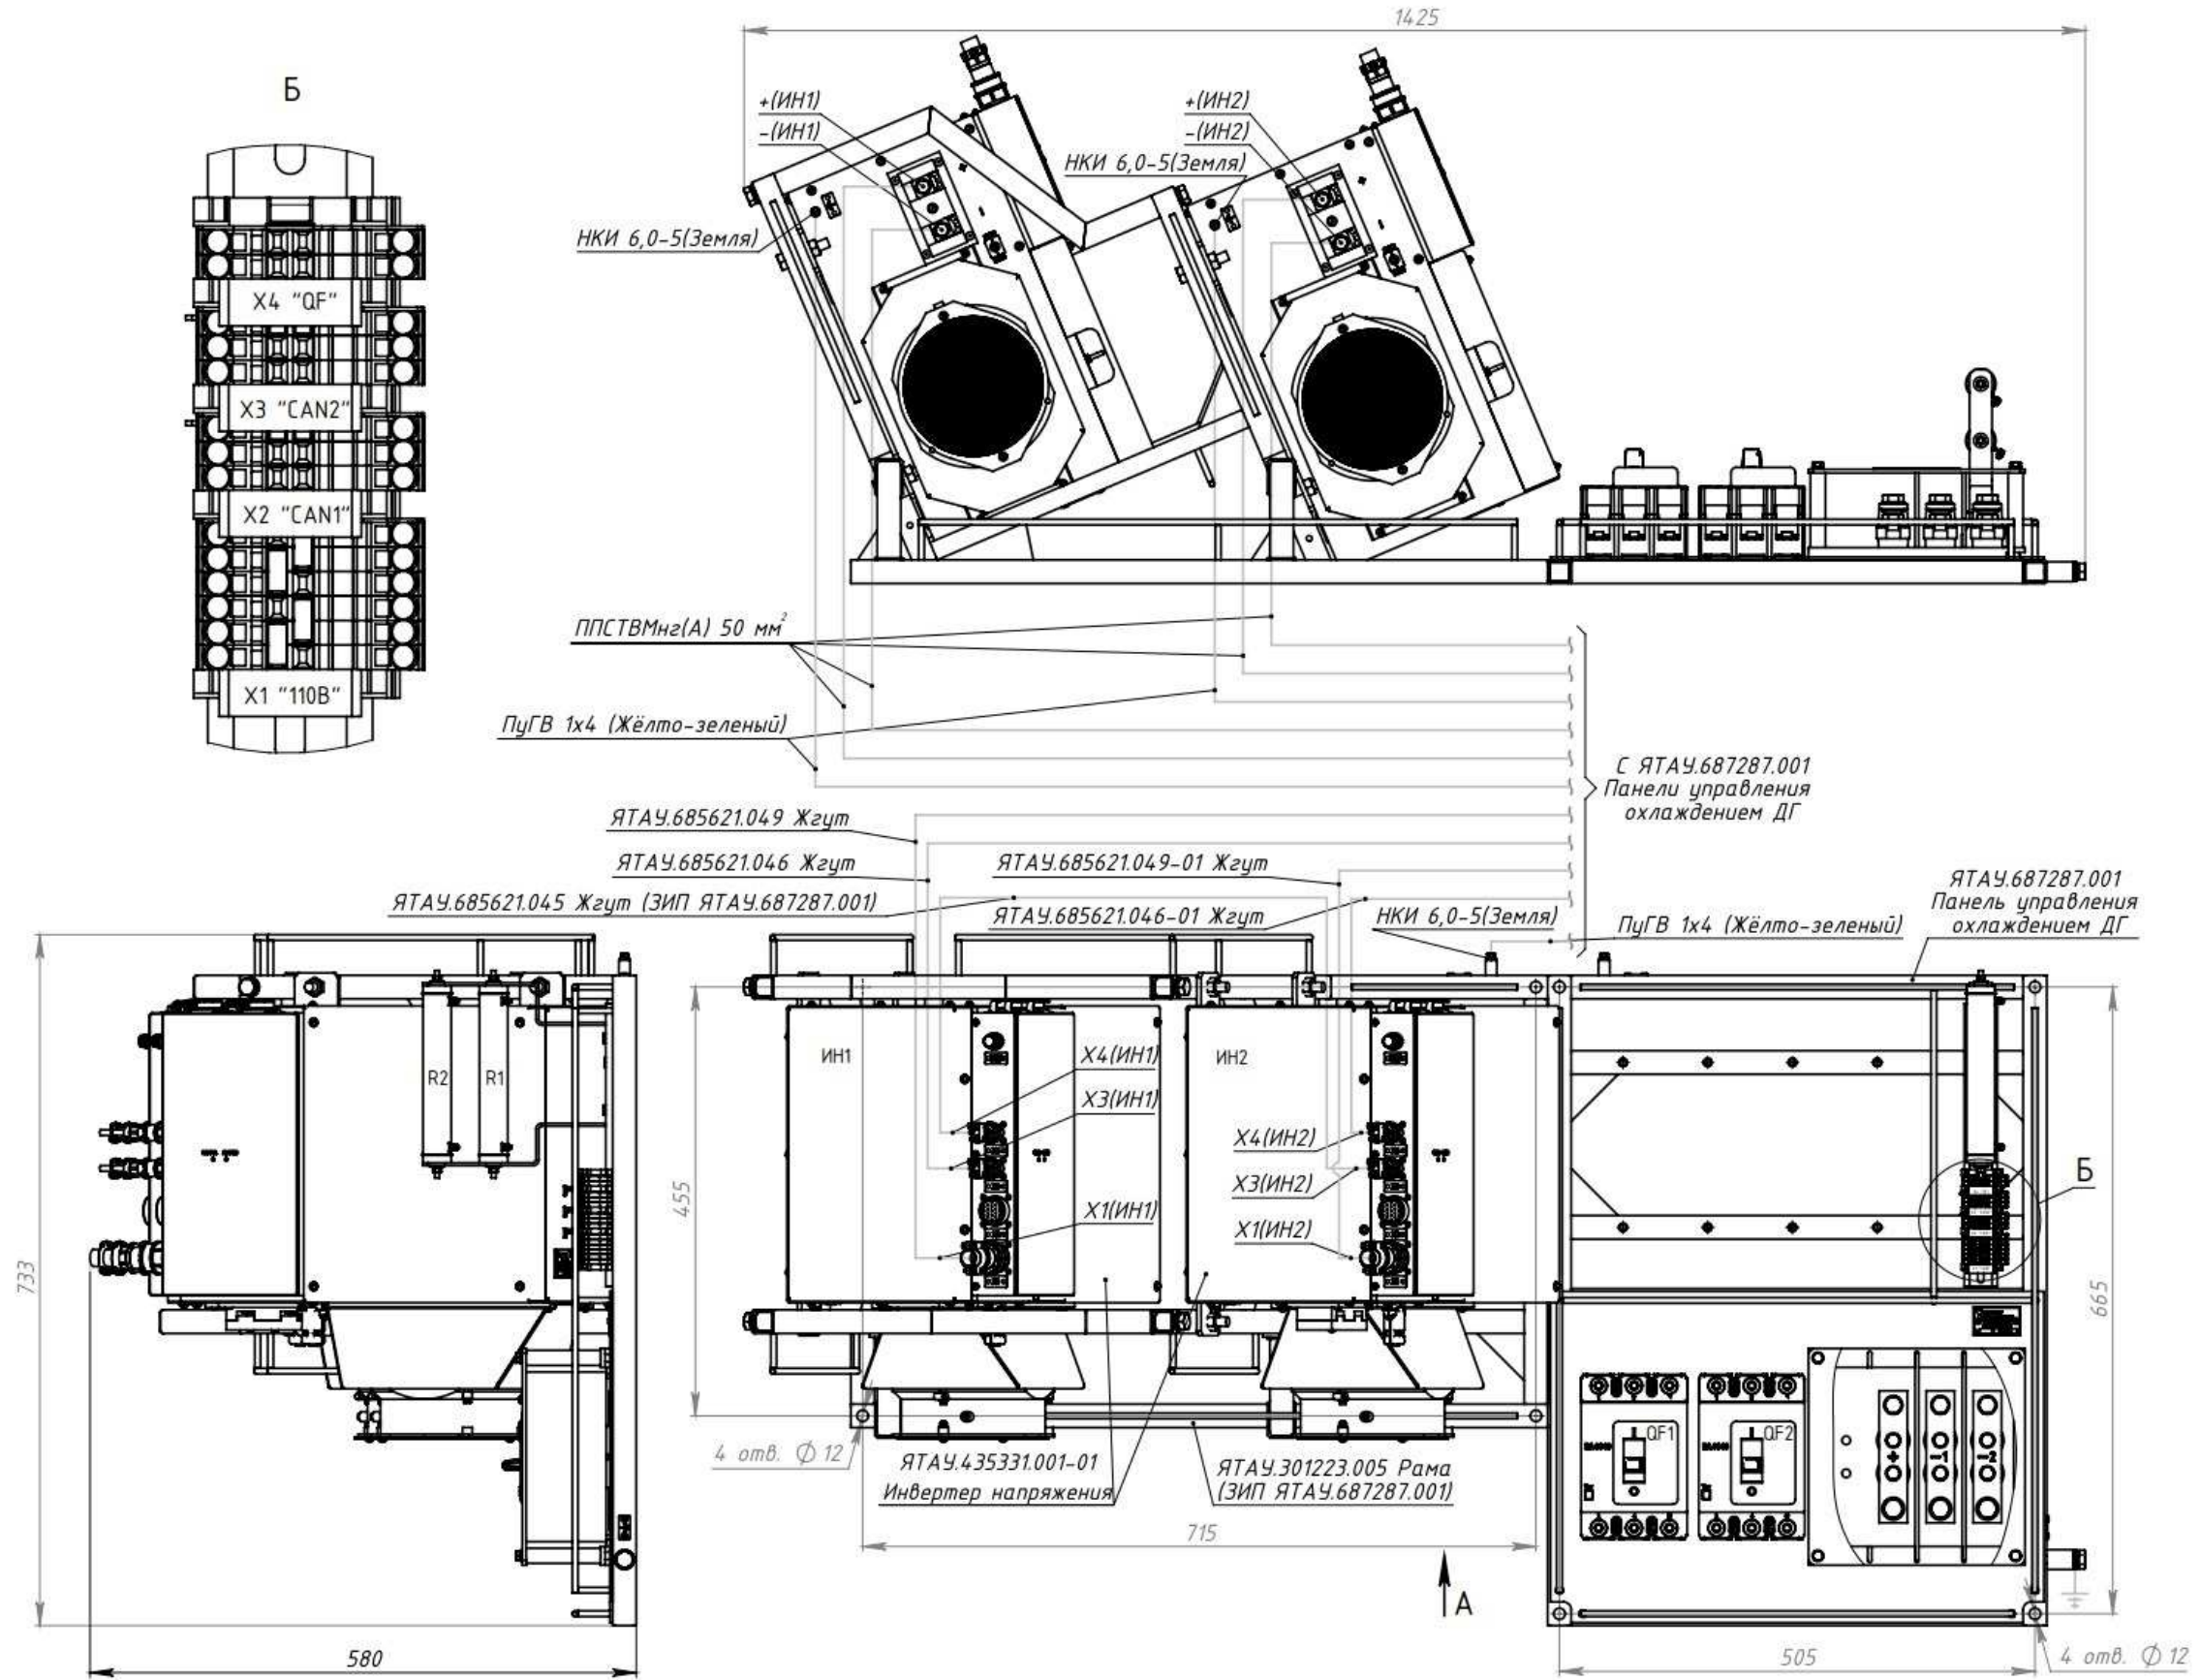 1425
Б
+(ИН1)
-(ИН1)
НКИ 6,0-5(Земля)
+(ИН2)
-(ИН2)
НКИ 6,0-5(Земля)
X4 "QF"
X3 "CAN2"
X2 "CAN1"
X1 "110В"
ППСТВМнг(А) 50 мм²
ПуГВ 1х4 (Жёлто-зеленый)
С ЯТАУ.687287.001
Панели управления
охлаждением ДГ
ЯТАУ.685621.049 Жгут
ЯТАУ.685621.046 Жгут
ЯТАУ.685621.049-01 Жгут
ЯТАУ.685621.045 Жгут (ЗИП ЯТАУ.687287.001)
ЯТАУ.685621.046-01 Жгут
НКИ 6,0-5(Земля)
ПуГВ 1х4 (Жёлто-зеленый)
ЯТАУ.687287.001
Панель управления
охлаждением ДГ
R2
R1
ИН1
X4(ИН1)
X3(ИН1)
X1(ИН1)
ИН2
X4(ИН2)
X3(ИН2)
X1(ИН2)
Б
733
580
455
665
4 отв. ϕ 12
ЯТАУ.435331.001-01
Инвертер напряжения
ЯТАУ.301223.005 Рама
(ЗИП ЯТАУ.687287.001)
715
А
QF1
QF2
505
4 отв. ϕ 12